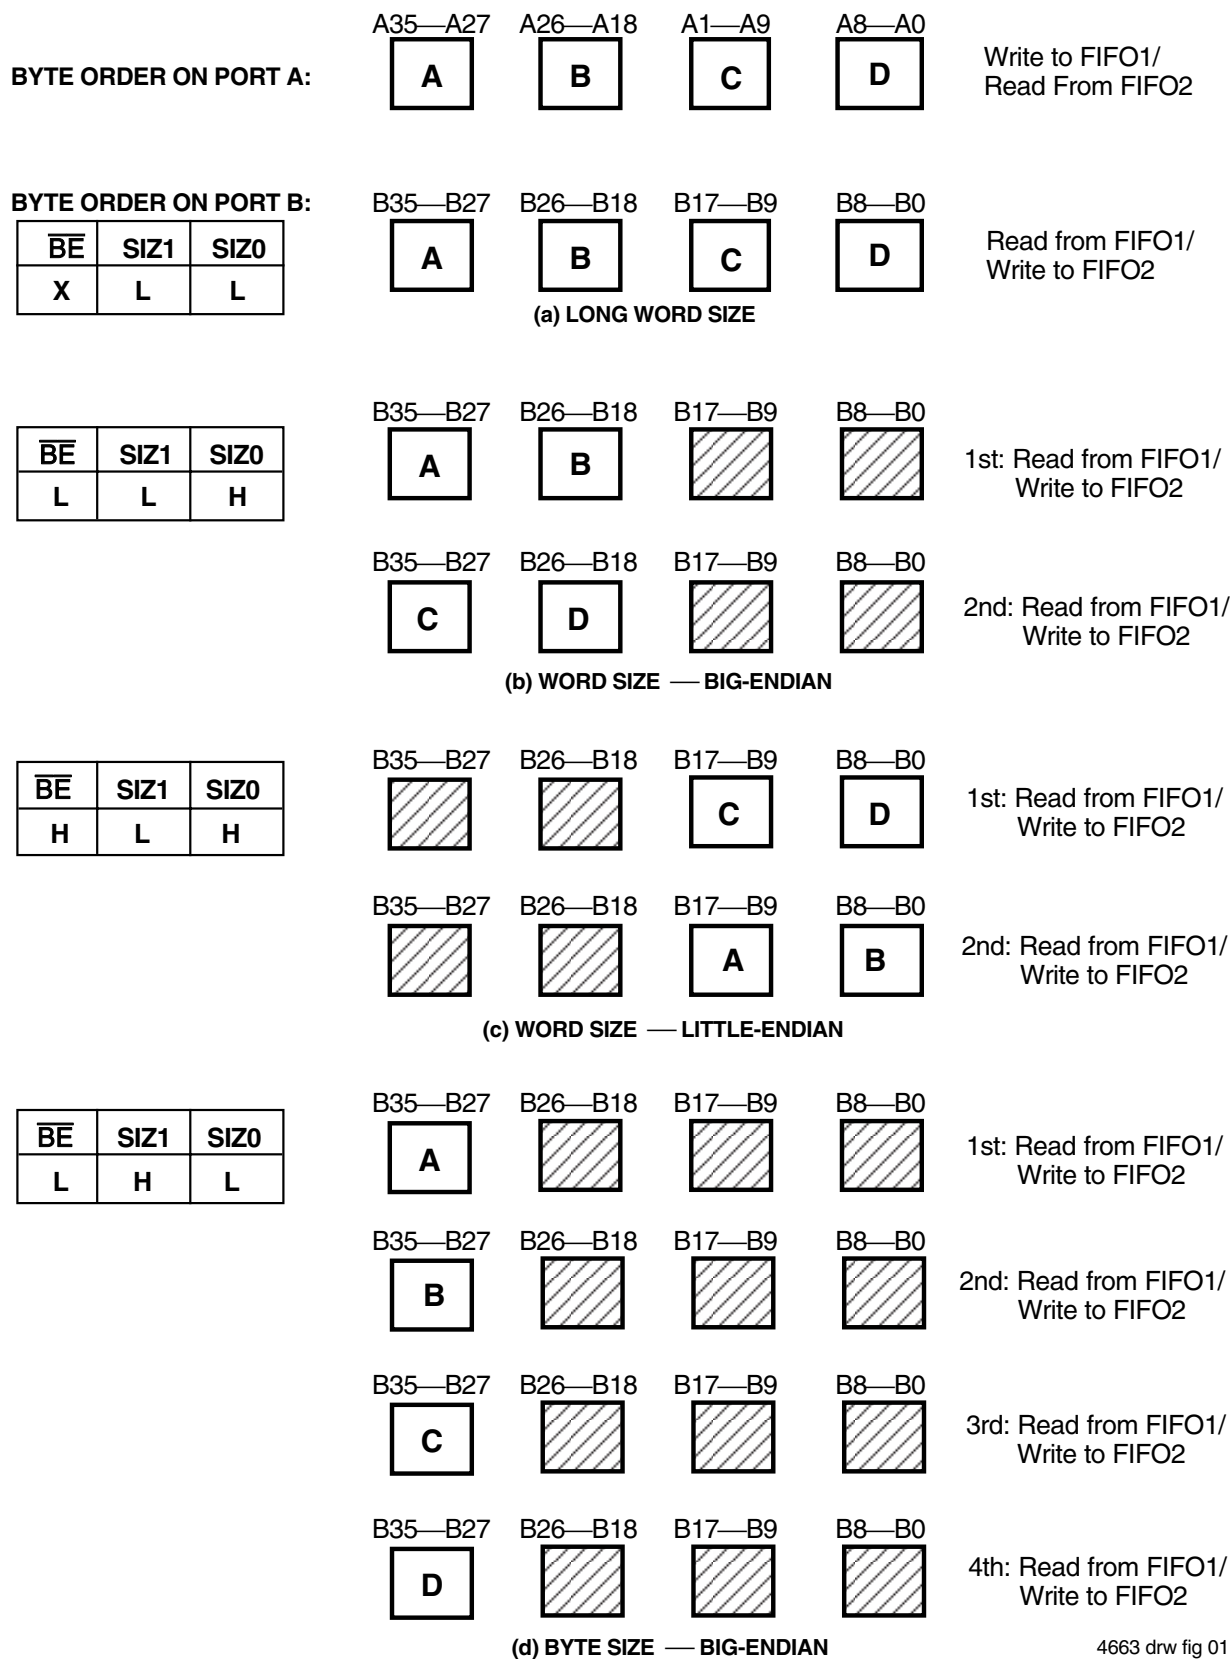 A35—A27 A26—A18 A1—A9 A8—A0
BYTE ORDER ON PORT A:
A B C D
Write to FIFO1/
Read From FIFO2
BYTE ORDER ON PORT B:
B35—B27 B26—B18 B17—B9 B8—B0
BE SIZ1 SIZ0
X L L
A B C D
Read from FIFO1/
Write to FIFO2
(a) LONG WORD SIZE
B35—B27 B26—B18 B17—B9 B8—B0
BE SIZ1 SIZ0
L L H
A B
1st: Read from FIFO1/
Write to FIFO2
B35—B27 B26—B18 B17—B9 B8—B0
C D
2nd: Read from FIFO1/
Write to FIFO2
(b) WORD SIZE — BIG-ENDIAN
B35—B27 B26—B18 B17—B9 B8—B0
BE SIZ1 SIZ0
H L H
C D
1st: Read from FIFO1/
Write to FIFO2
B35—B27 B26—B18 B17—B9 B8—B0
A B
2nd: Read from FIFO1/
Write to FIFO2
(c) WORD SIZE — LITTLE-ENDIAN
B35—B27 B26—B18 B17—B9 B8—B0
BE SIZ1 SIZ0
L H L
A
1st: Read from FIFO1/
Write to FIFO2
B35—B27 B26—B18 B17—B9 B8—B0
B
2nd: Read from FIFO1/
Write to FIFO2
B35—B27 B26—B18 B17—B9 B8—B0
C
3rd: Read from FIFO1/
Write to FIFO2
B35—B27 B26—B18 B17—B9 B8—B0
D
4th: Read from FIFO1/
Write to FIFO2
(d) BYTE SIZE — BIG-ENDIAN
4663 drw fig 01